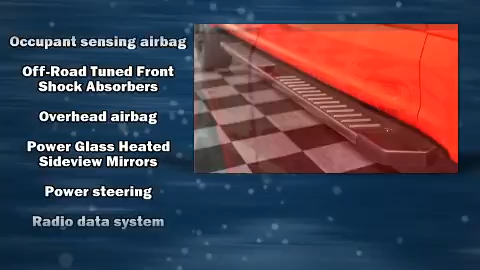 Occupant sensing airbag
Off-Road Tuned Front
Shock Absorbers
Overhead airbag
Power Glass Heated
Sideview Mirrors
Power steering
Radio data system